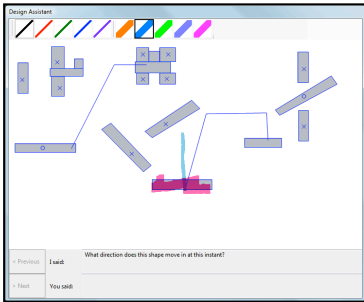 Design Assistant
What direction does this shape move in at this instant?
< Previous
I said:
> Next
You said: